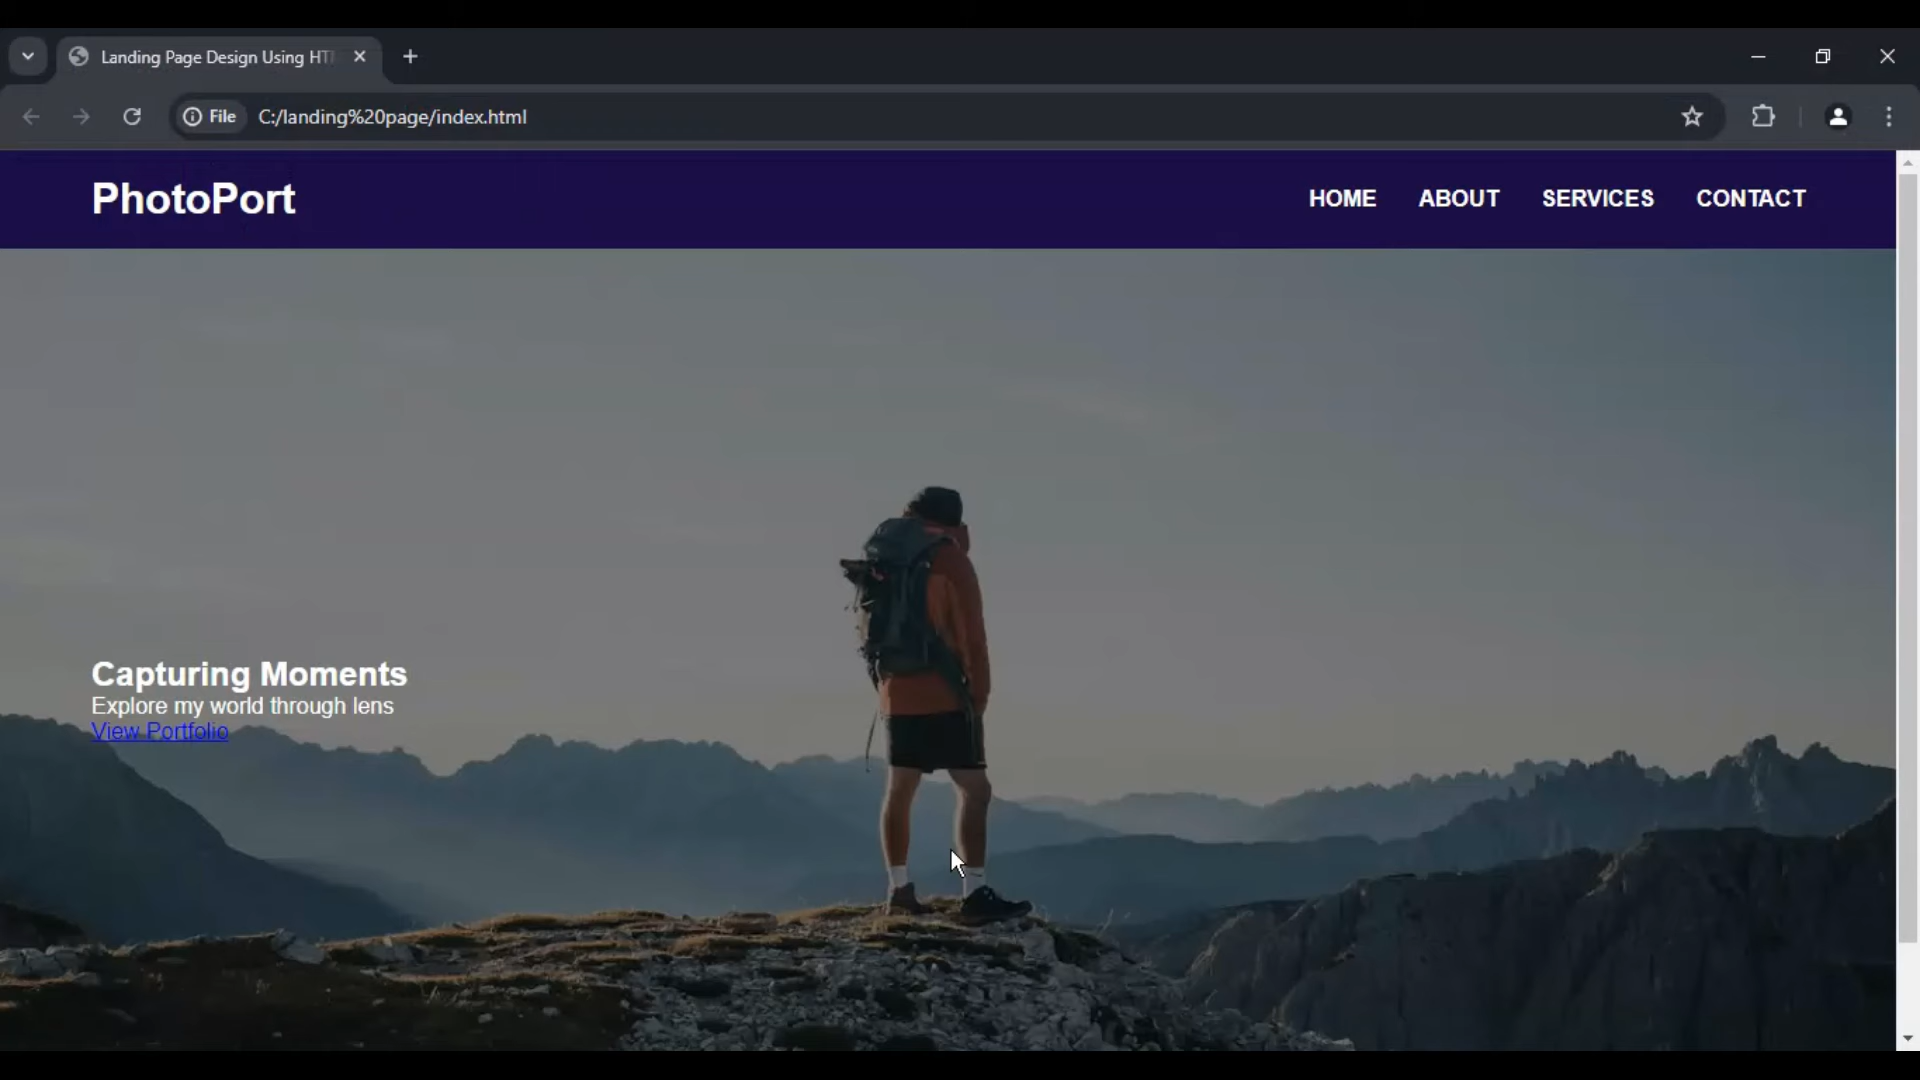 Landing Page Design Using HT
File C:/landing%20page/index.html
PhotoPort
HOME ABOUT SERVICES CONTACT
Capturing Moments
Explore my world through lens
View Portfolio